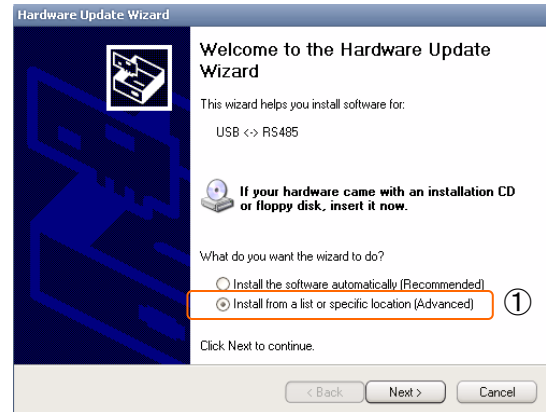 Hardware Update Wizard
Welcome to the Hardware Update
Wizard
This wizard helps you install software for:
USB <-> RS485
If your hardware came with an installation CD
or floppy disk, insert it now.
What do you want the wizard to do?
Install the software automatically (Recommended)
Install from a list or specific location (Advanced)
①
Click Next to continue.
< Back
Next >
Cancel